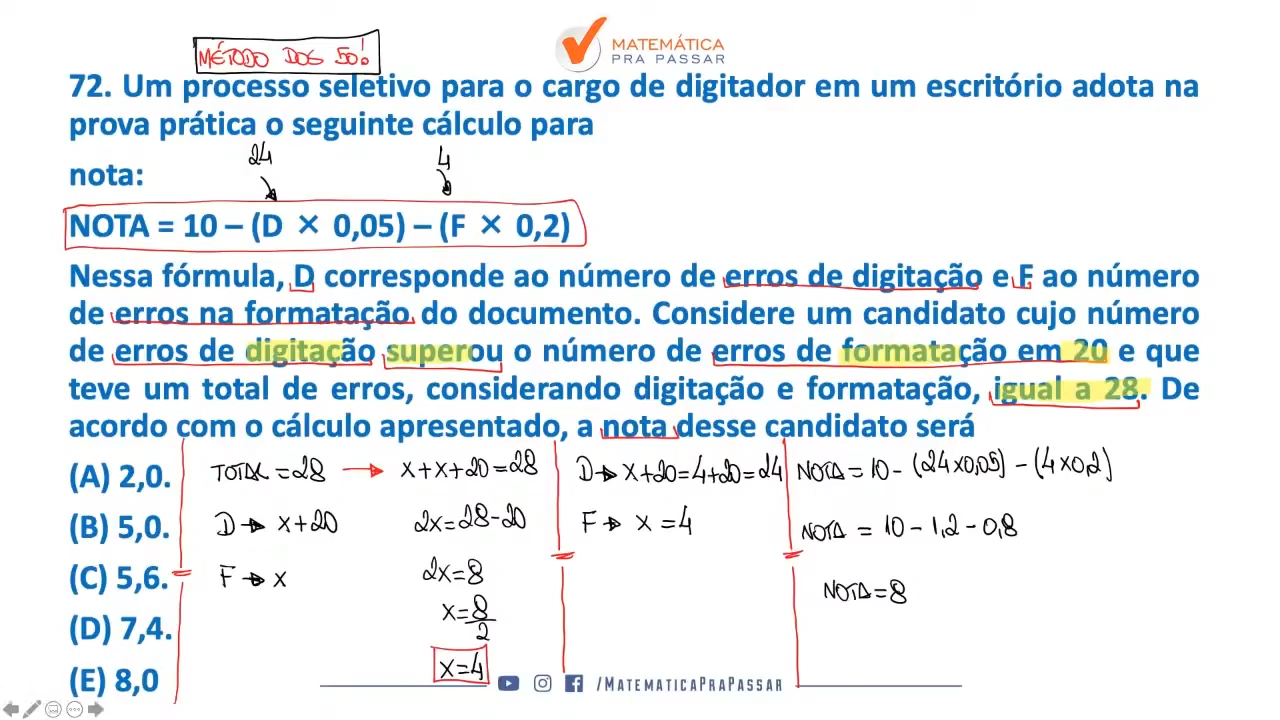 MÉTODO DOS 50!
MATEMÁTICA
PRA PASSAR
72. Um processo seletivo para o cargo de digitador em um escritório adota na
prova prática o seguinte cálculo para
24 4
nota:
NOTA = 10 – (D × 0,05) – (F × 0,2)
Nessa fórmula, D corresponde ao número de erros de digitação e F ao número
de erros na formatação do documento. Considere um candidato cujo número
de erros de digitação superou o número de erros de formatação em 20 e que
teve um total de erros, considerando digitação e formatação, igual a 28. De
acordo com o cálculo apresentado, a nota desse candidato será
(A) 2,0.
(B) 5,0.
(C) 5,6.
(D) 7,4.
(E) 8,0
TOTAL = 28 → x+x+20=28
D → x+20
F → x
2x=28-20
2x=8
x=8/2
x=4
D → x+20=4+20=24
F → x =4
NOTA = 10 - (24x0,05) - (4x0,2)
NOTA = 10 - 1,2 - 0,8
NOTA = 8
/MatematicaPraPassar